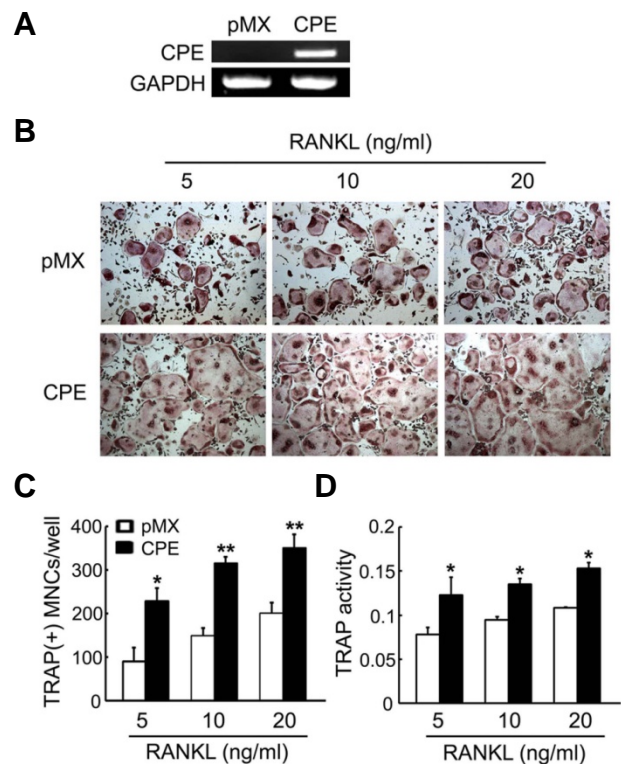 A
pMX CPE
CPE
GAPDH
B
RANKL (ng/ml)
5 10 20
pMX
CPE
C
TRAP(+) MNCs/well
400
300
200
100
0
pMX
CPE
*
**
**
5 10 20
RANKL (ng/ml)
D
TRAP activity
0.2
0.15
0.1
0.05
0
*
*
*
5 10 20
RANKL (ng/ml)